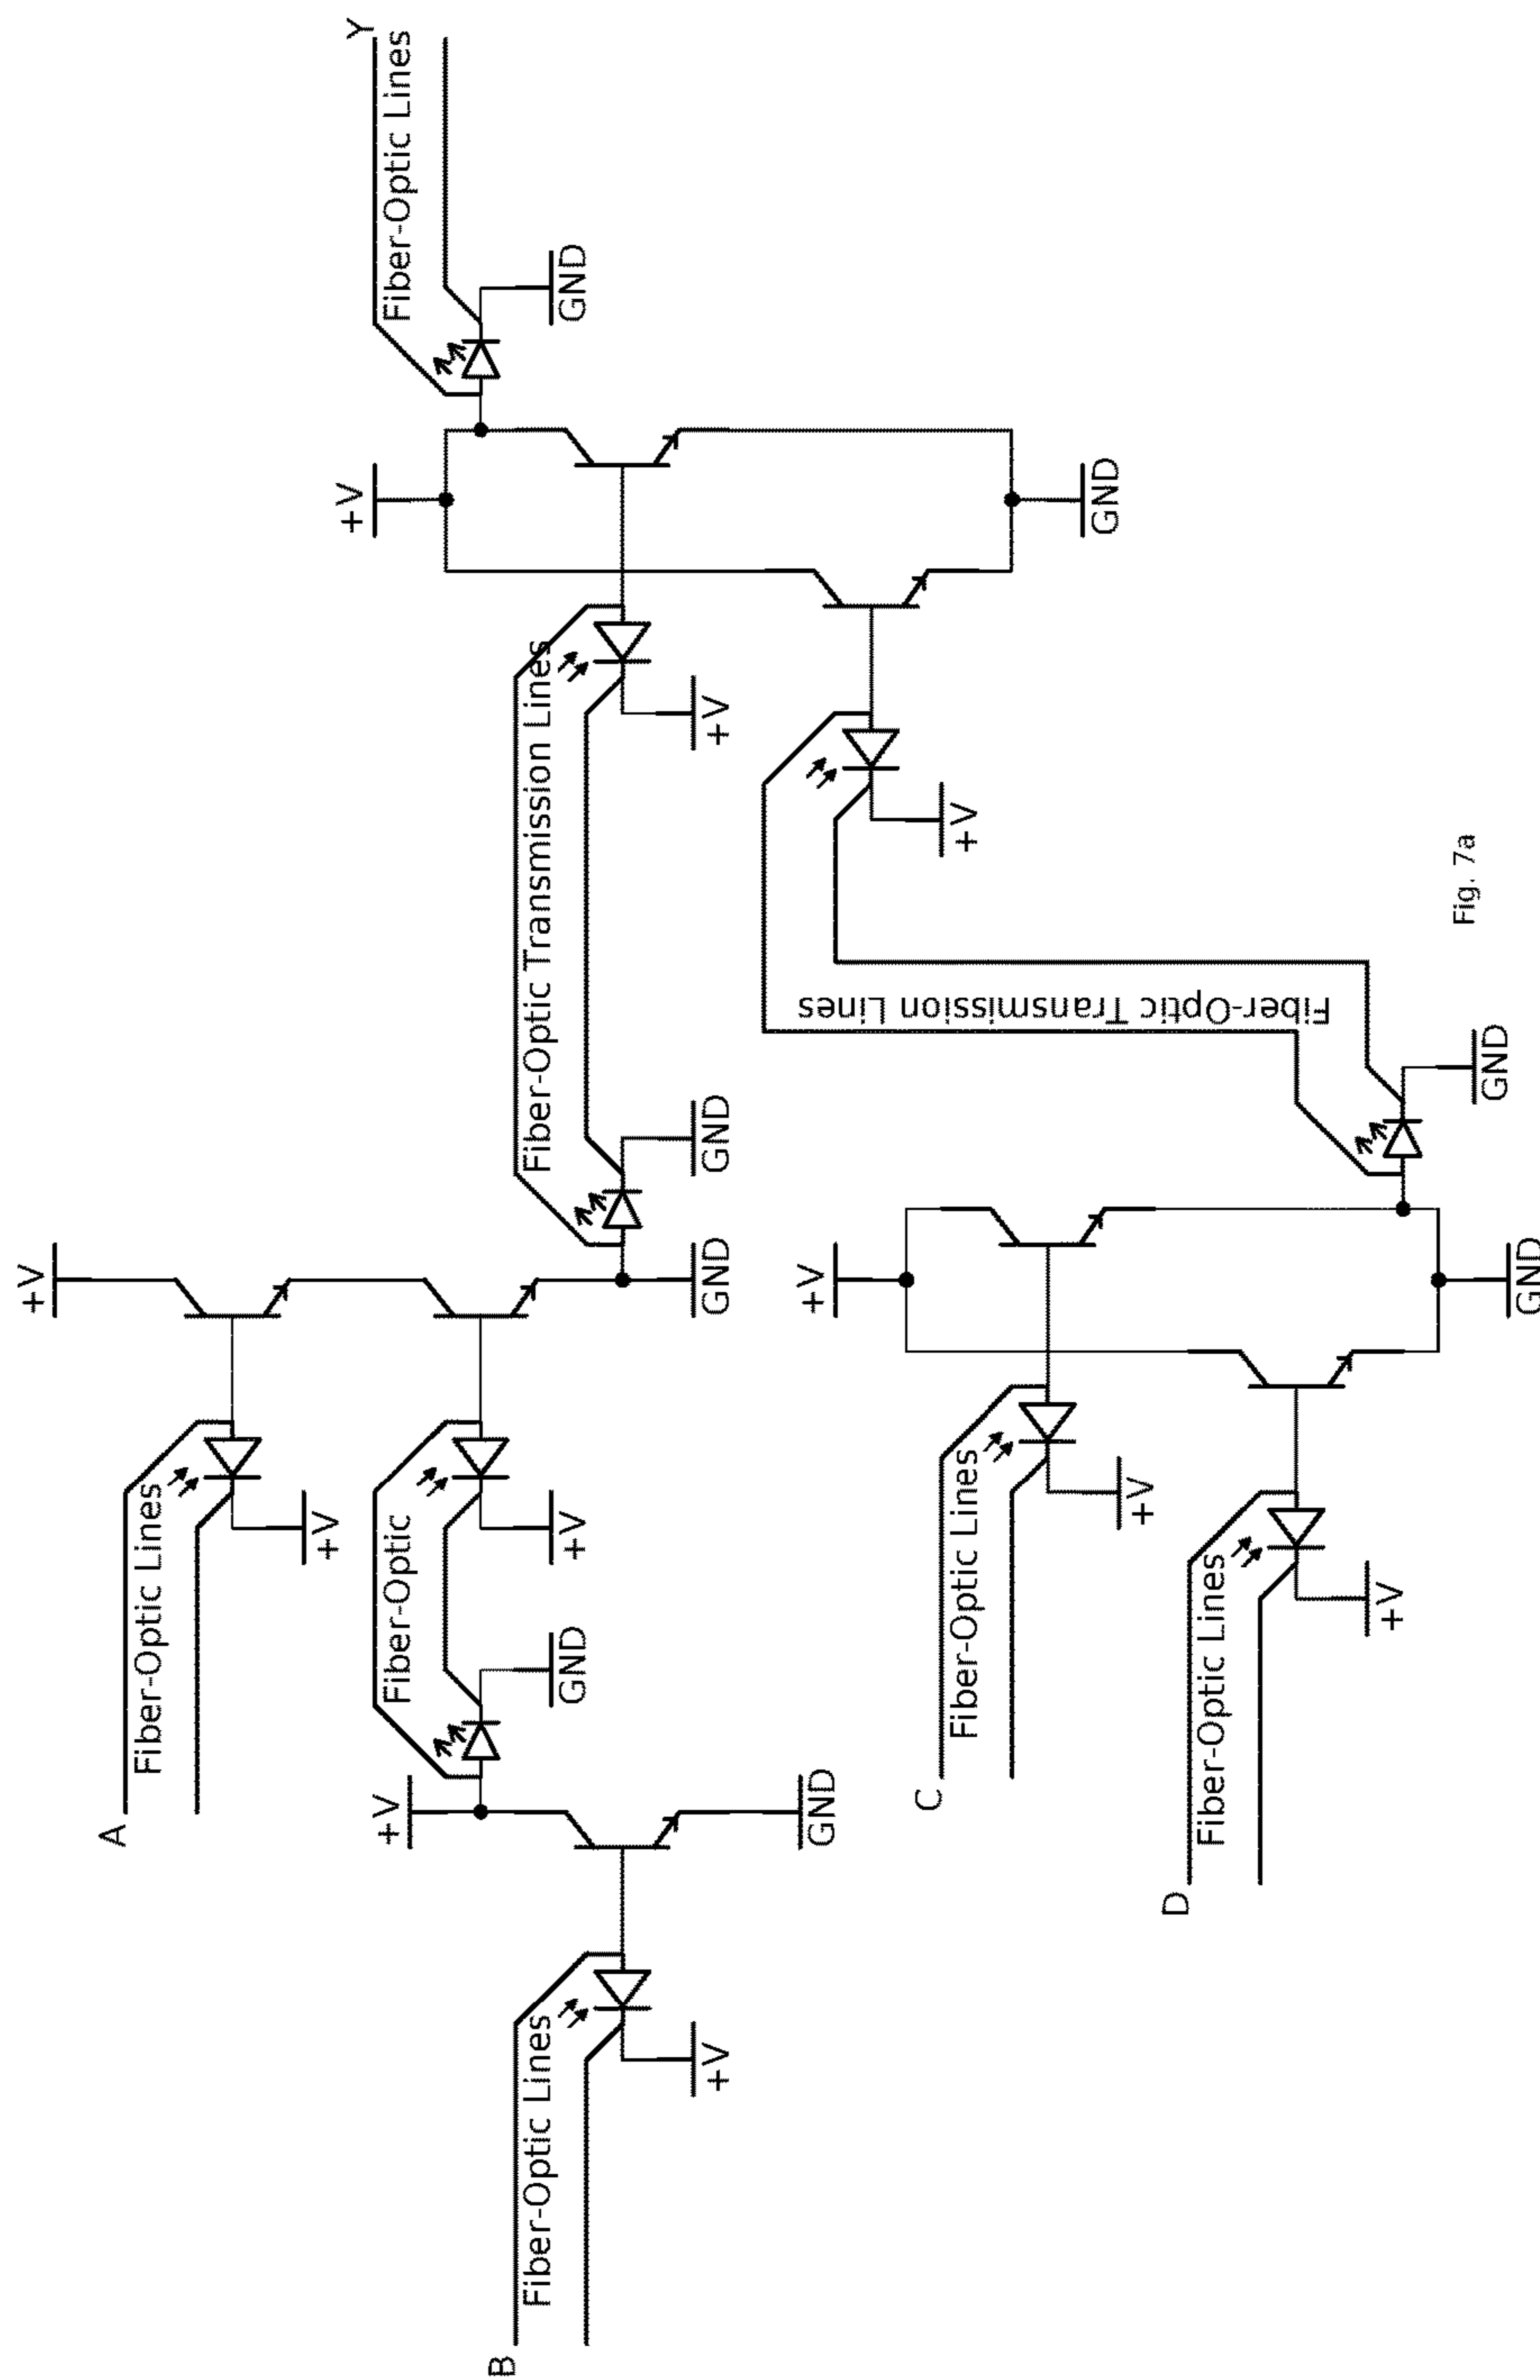 +V
A
Fiber-Optic Lines
+V
+V
Y
+V
Fiber-Optic
Fiber-Optic Lines
B
Fiber-Optic Lines
Fiber-Optic Transmission Lines
GND
+V
GND
+V
GND
GND
+V
GND
+V
Fiber-Optic Transmission Lines
C
Fiber-Optic Lines
+V
+V
GND
D
Fiber-Optic Lines
+V
Fig. 7a
GND
GND